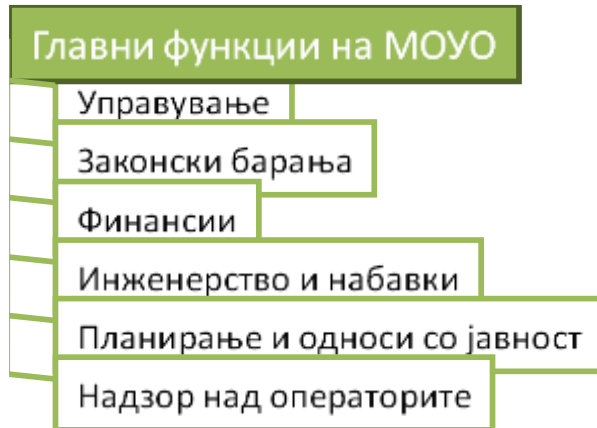 Главни функции на МОУО
Управување
Законски барања
Финансии
Инженерство и набавки
Планирање и односи со јавност
Надзор над операторите